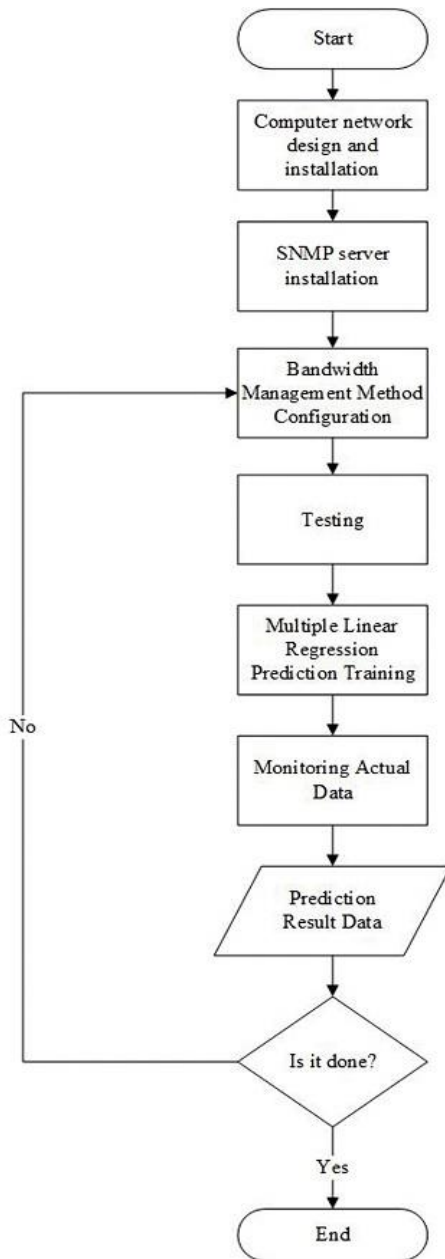 Start
Computer network
design and
installation
SNMP server
installation
Bandwidth
Management Method
Configuration
Testing
Multiple Linear
Regression
Prediction Training
No
Monitoring Actual
Data
Prediction
Result Data
Is it done?
Yes
End